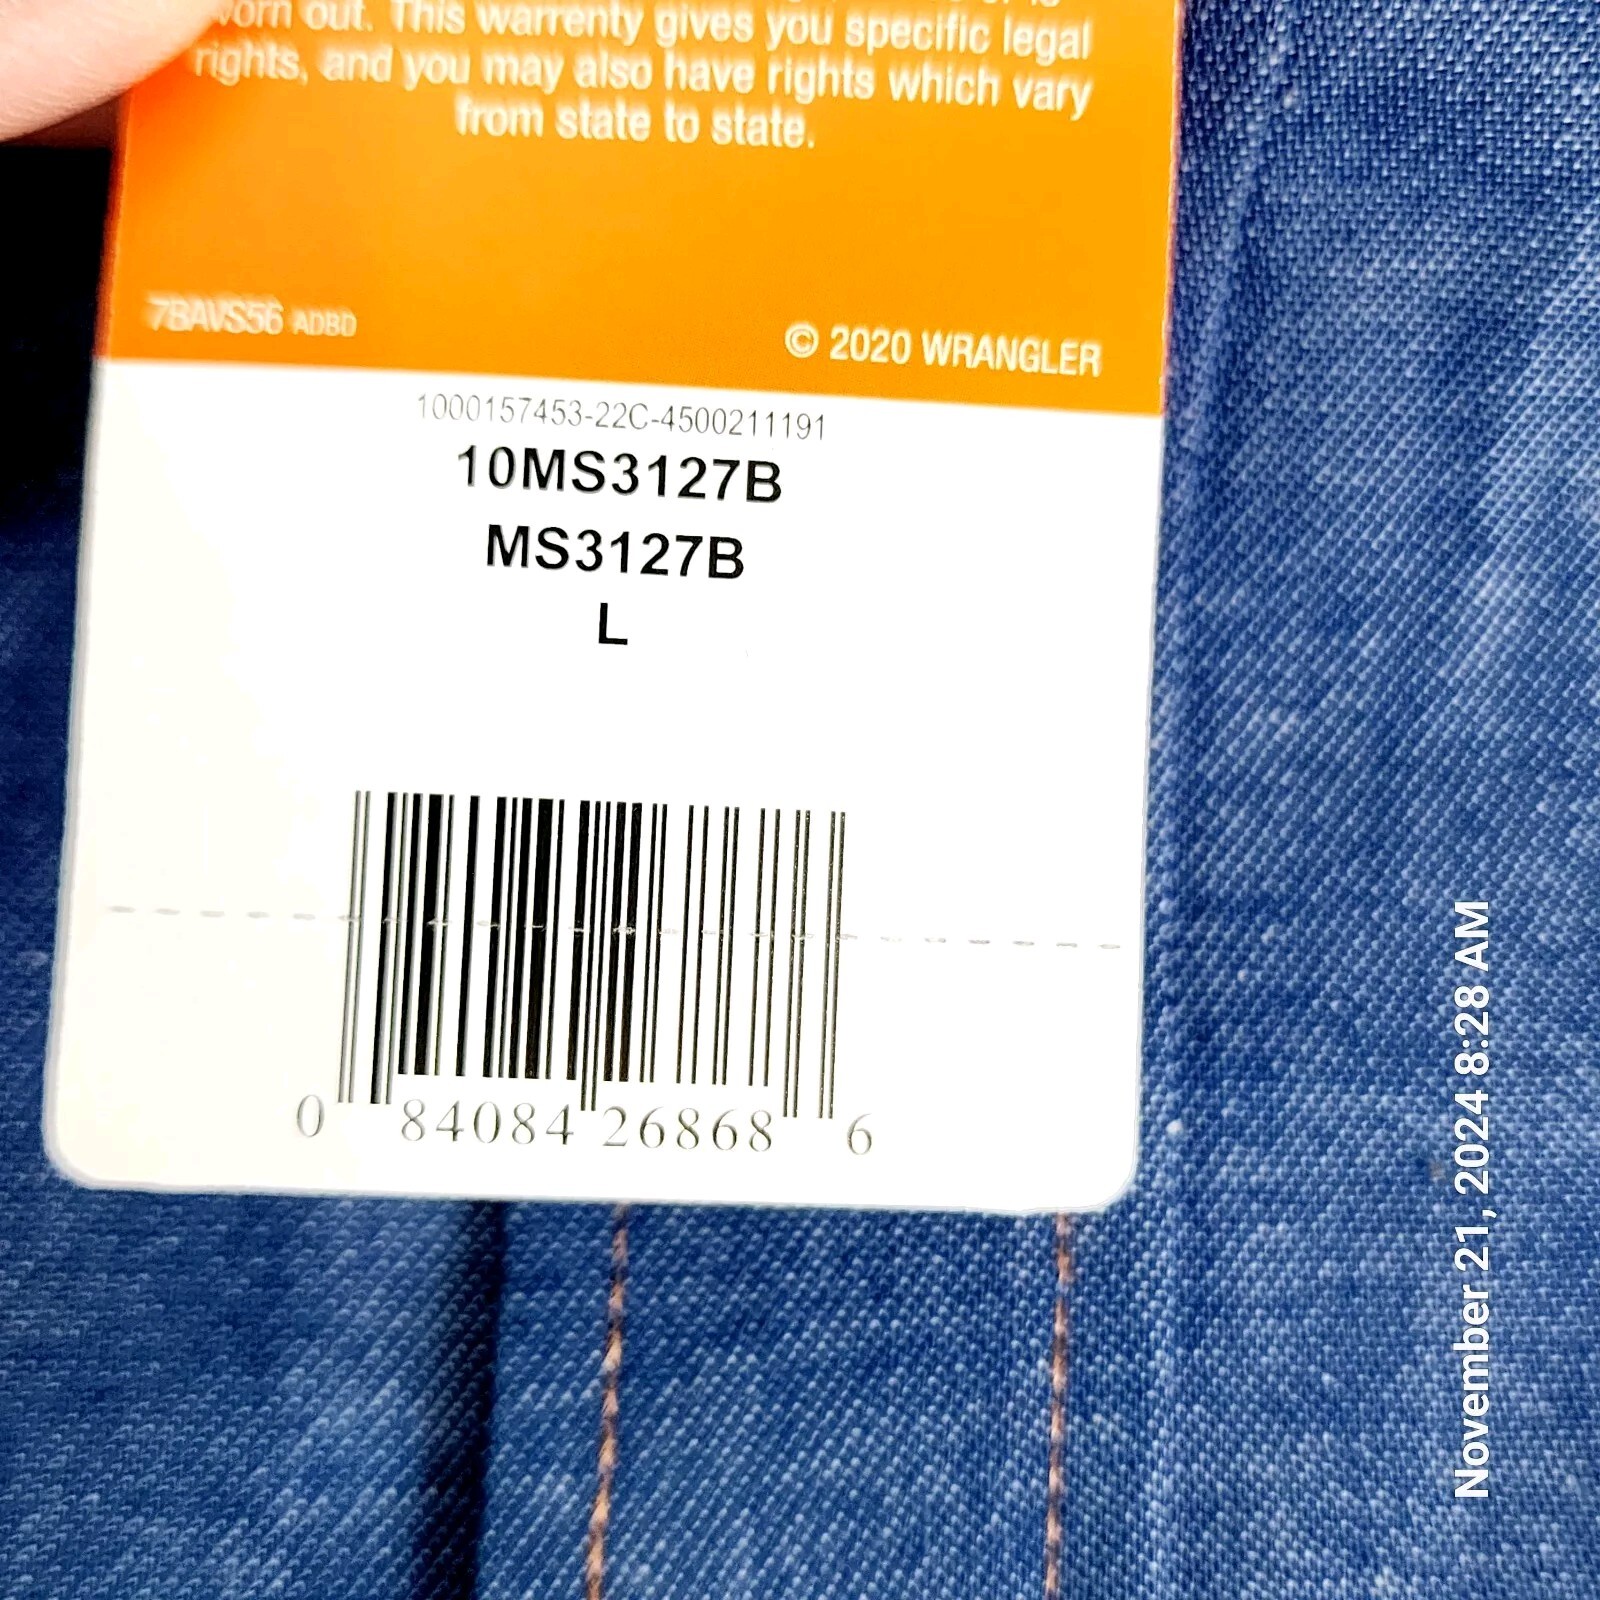 worn out. This warrenty gives you specific legal
rights, and you may also have rights which vary
from state to state.
7BAVS56 ADBD
© 2020 WRANGLER
1000157453-22C-4500211191
10MS3127B
MS3127B
L
0 84084 26868 6
November 21, 2024 8:28 AM